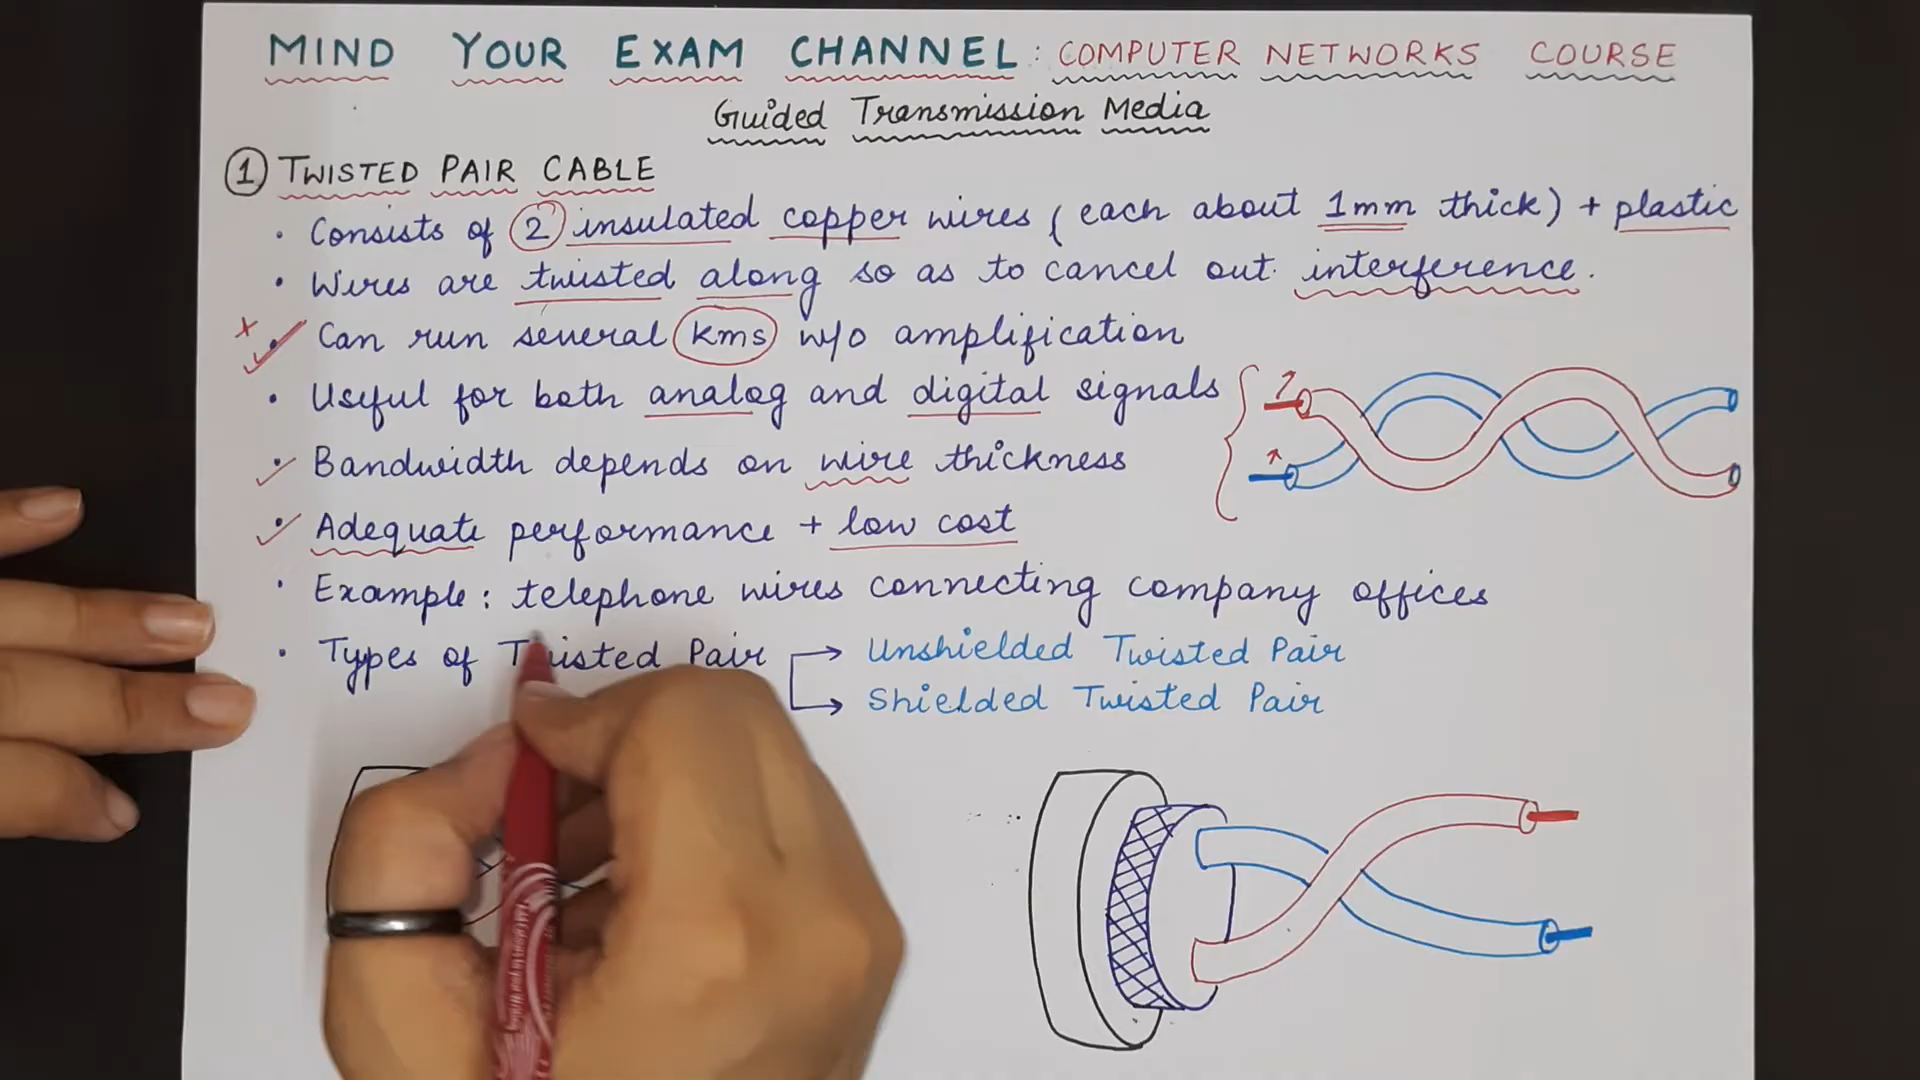 MIND YOUR EXAM CHANNEL: COMPUTER NETWORKS COURSE
Guided Transmission Media
① TWISTED PAIR CABLE
• Consists of 2 insulated copper wires (each about 1mm thick) + plastic
• Wires are twisted along so as to cancel out interference.
• Can run several kms w/o amplification
• Useful for both analog and digital signals
• Bandwidth depends on wire thickness
• Adequate performance + low cost
• Example: telephone wires connecting company offices
• Types of Twisted Pair → Unshielded Twisted Pair
→ Shielded Twisted Pair